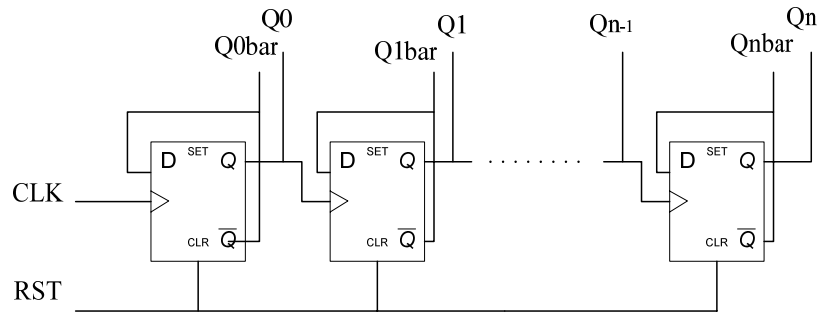 Q0
Q0bar
Q1
Q1bar
Qn-1
Qn
Qnbar
D SET Q
CLR Q̅
D SET Q
CLR Q̅
. . . . . . . .
D SET Q
CLR Q̅
CLK
RST